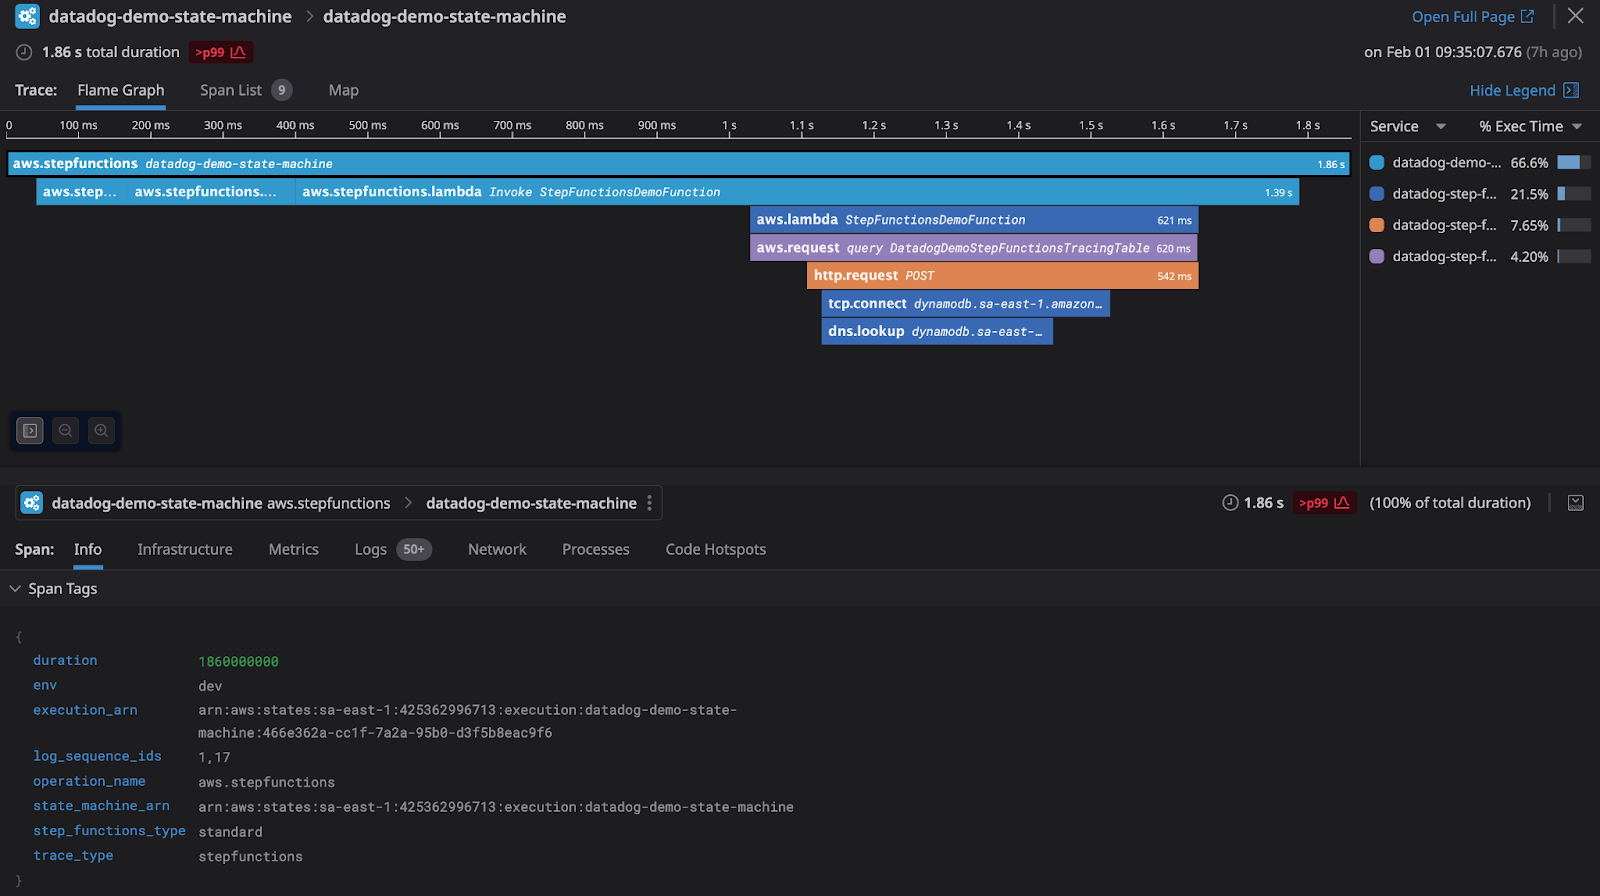 datadog-demo-state-machine > datadog-demo-state-machine Open Full Page
1.86 s total duration >p99 on Feb 01 09:35:07.676 (7h ago)
Trace: Flame Graph Span List 9 Map Hide Legend
0 100 ms 200 ms 300 ms 400 ms 500 ms 600 ms 700 ms 800 ms 900 ms 1 s 1.1 s 1.2 s 1.3 s 1.4 s 1.5 s 1.6 s 1.7 s 1.8 s Service % Exec Time
aws.stepfunctions datadog-demo-state-machine 1.86 s datadog-demo-... 66.6%
aws.step... aws.stepfunctions.... aws.stepfunctions.lambda Invoke StepFunctionsDemoFunction 1.39 s datadog-step-f... 21.5%
aws.lambda StepFunctionsDemoFunction 621 ms datadog-step-f... 7.65%
aws.request query DatadogDemoStepFunctionsTracingTable 620 ms datadog-step-f... 4.20%
http.request POST 542 ms
tcp.connect dynamodb.sa-east-1.amazon...
dns.lookup dynamodb.sa-east-...
datadog-demo-state-machine aws.stepfunctions > datadog-demo-state-machine 1.86 s >p99 (100% of total duration)
Span: Info Infrastructure Metrics Logs 50+ Network Processes Code Hotspots
Span Tags
{
duration 1860000000
env dev
execution_arn arn:aws:states:sa-east-1:425362996713:execution:datadog-demo-state-
machine:466e362a-cc1f-7a2a-95b0-d3f5b8eac9f6
log_sequence_ids 1,17
operation_name aws.stepfunctions
state_machine_arn arn:aws:states:sa-east-1:425362996713:execution:datadog-demo-state-machine
step_functions_type standard
trace_type stepfunctions
}